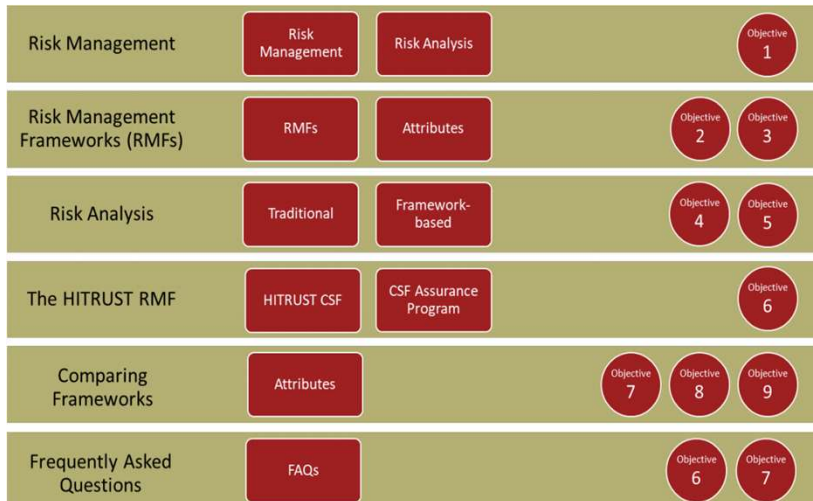 Risk Management
Risk
Management
Risk Analysis
Objective
1
Risk Management
Frameworks (RMFs)
RMFs
Attributes
Objective
2
Objective
3
Risk Analysis
Traditional
Framework-
based
Objective
4
Objective
5
The HITRUST RMF
HITRUST CSF
CSF Assurance
Program
Objective
6
Comparing
Frameworks
Attributes
Objective
7
Objective
8
Objective
9
Frequently Asked
Questions
FAQs
Objective
6
Objective
7